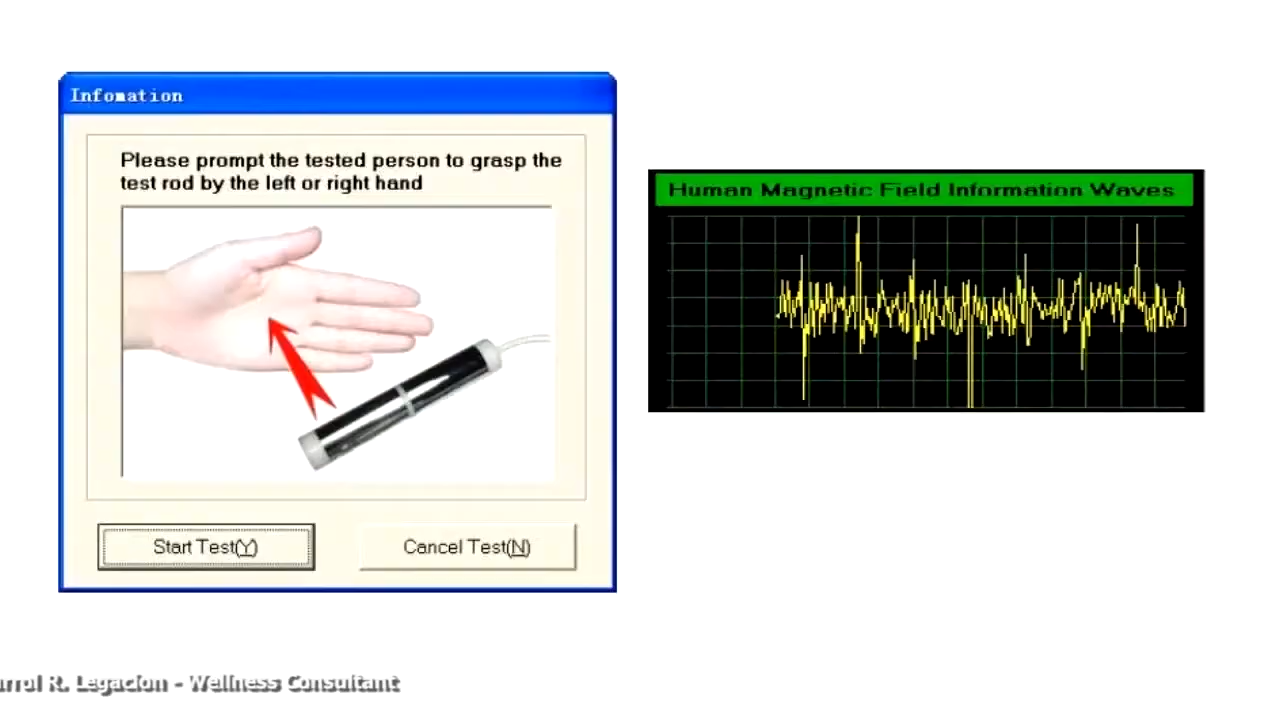 Infomation
Please prompt the tested person to grasp the
test rod by the left or right hand
Start Test(Y)
Cancel Test(N)
Human Magnetic Field Information Waves
R. Legacion - Wellness Consultant